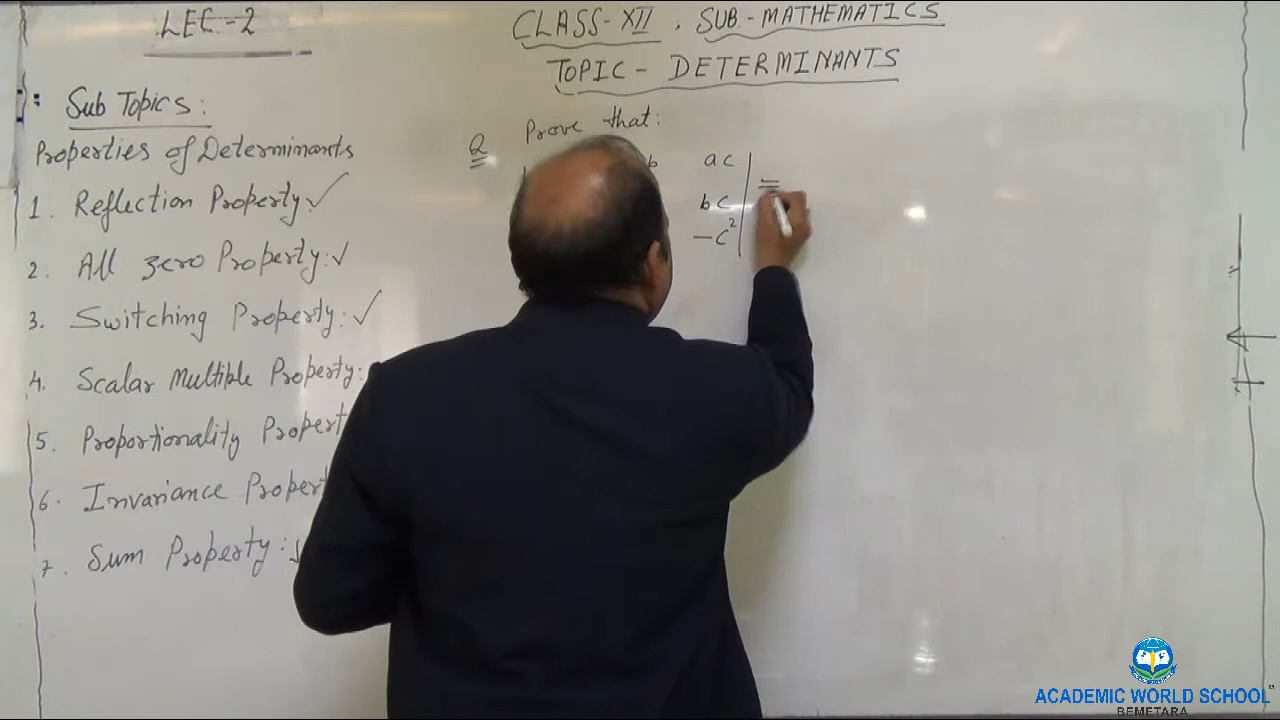 LEC-2
CLASS-XII, SUB.-MATHEMATICS
TOPIC- DETERMINANTS
Sub Topics:
Properties of Determinants
1. Reflection Property ✓
2. All zero Property: ✓
3. Switching Property: ✓
4. Scalar Multiple Property:
5. Proportionality Propert
6. Invariance Propert
7. Sum Property: ✓
Q Prove that:
b ac
bc =
-c²
ACADEMIC WORLD SCHOOL™
BEMETARA